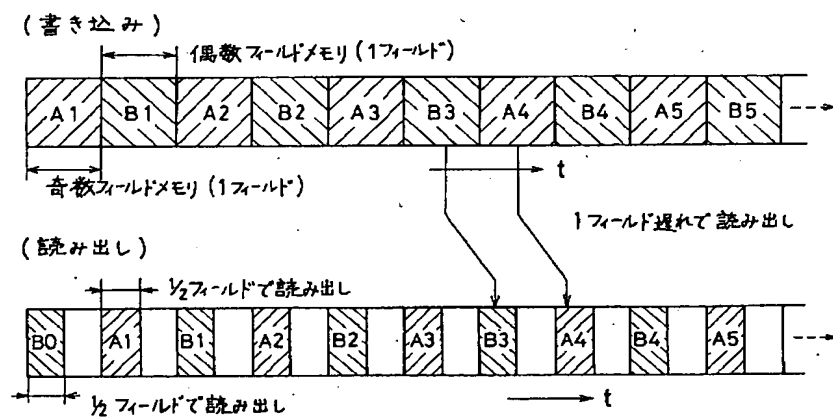 (書き込み)
偶数フィールドメモリ(1フィールド)
A1 B1 A2 B2 A3 B3 A4 B4 A5 B5
t
奇数フィールドメモリ(1フィールド)
1フィールド遅れで読み出し
(読み出し)
1/2フィールドで読み出し
B0 A1 B1 A2 B2 A3 B3 A4 B4 A5
t
1/2フィールドで読み出し